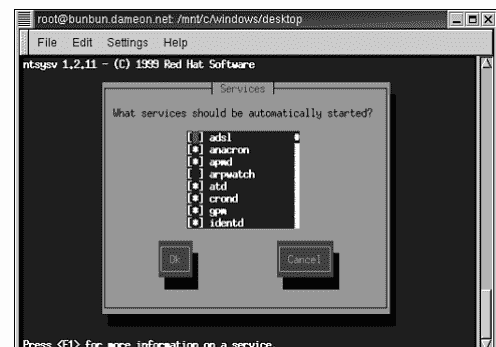 root@bunbun.dameon.net: /mnt/c/windows/desktop
File Edit Settings Help
ntsysv 1.2.11 - (C) 1999 Red Hat Software
Services
What services should be automatically started?
[ ] adsl
[*] anacron
[*] apmd
[ ] arpwatch
[*] atd
[*] crond
[*] gpm
[*] identd
Ok Cancel
Press <F1> for more information on a service.